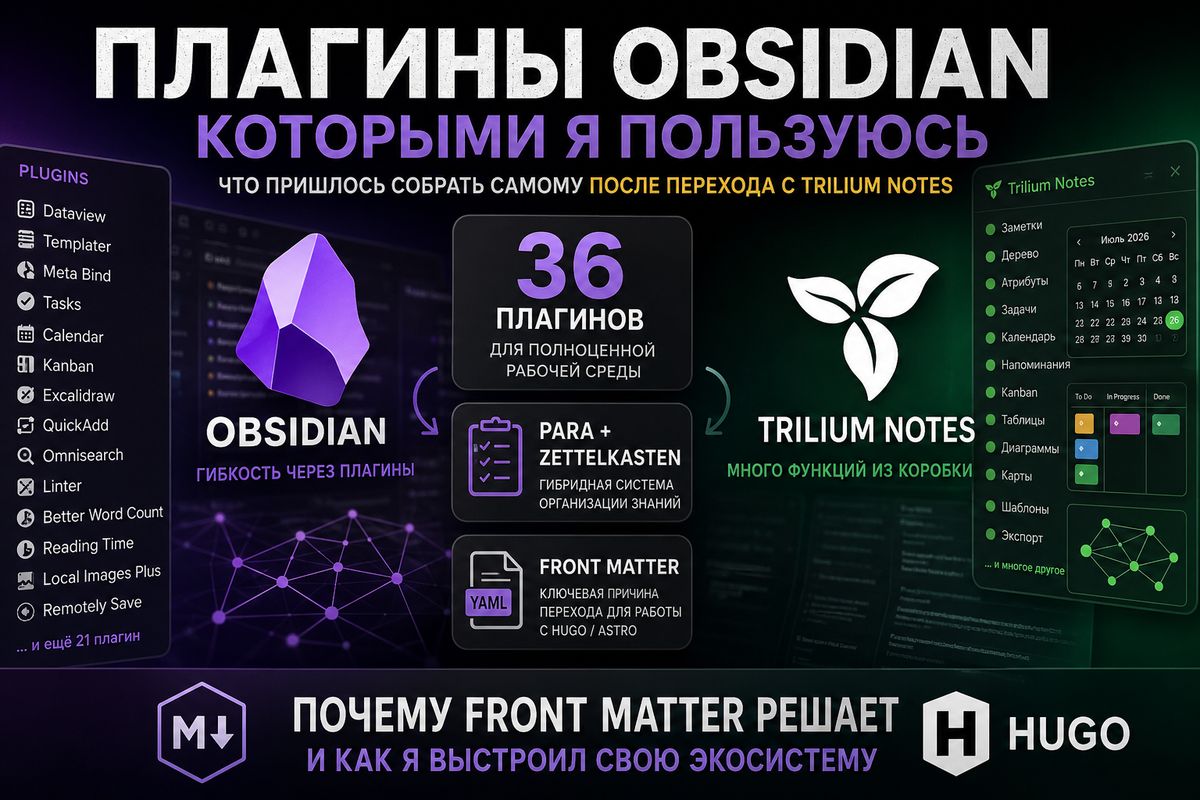 ПЛАГИНЫ OBSIDIAN
КОТОРЫМИ Я ПОЛЬЗУЮСЬ
ЧТО ПРИШЛОСЬ СОБРАТЬ САМОМУ ПОСЛЕ ПЕРЕХОДА С TRILIUM NOTES
PLUGINS
Dataview
Templater
Meta Bind
Tasks
Calendar
Kanban
Excalidraw
QuickAdd
Omnisearch
Linter
Better Word Count
Reading Time
Local Images Plus
Remotely Save
... и ещё 21 плагин
OBSIDIAN
ГИБКОСТЬ ЧЕРЕЗ ПЛАГИНЫ
36
ПЛАГИНОВ
ДЛЯ ПОЛНОЦЕННОЙ
РАБОЧЕЙ СРЕДЫ
PARA +
ZETTELKASTEN
ГИБРИДНАЯ СИСТЕМА
ОРГАНИЗАЦИИ ЗНАНИЙ
YAML
FRONT MATTER
КЛЮЧЕВАЯ ПРИЧИНА
ПЕРЕХОДА ДЛЯ РАБОТЫ
С HUGO / ASTRO
TRILIUM NOTES
МНОГО ФУНКЦИЙ ИЗ КОРОБКИ
Trilium Notes
Заметки
Дерево
Атрибуты
Задачи
Календарь
Напоминания
Kanban
Таблицы
Диаграммы
Карты
Шаблоны
Экспорт
... и многое другое
Июль 2026
Пн Вт Ср Чт Пт Сб Вс
To Do In Progress Done
M
ПОЧЕМУ FRONT MATTER РЕШАЕТ
И КАК Я ВЫСТРОИЛ СВОЮ ЭКОСИСТЕМУ
H HUGO